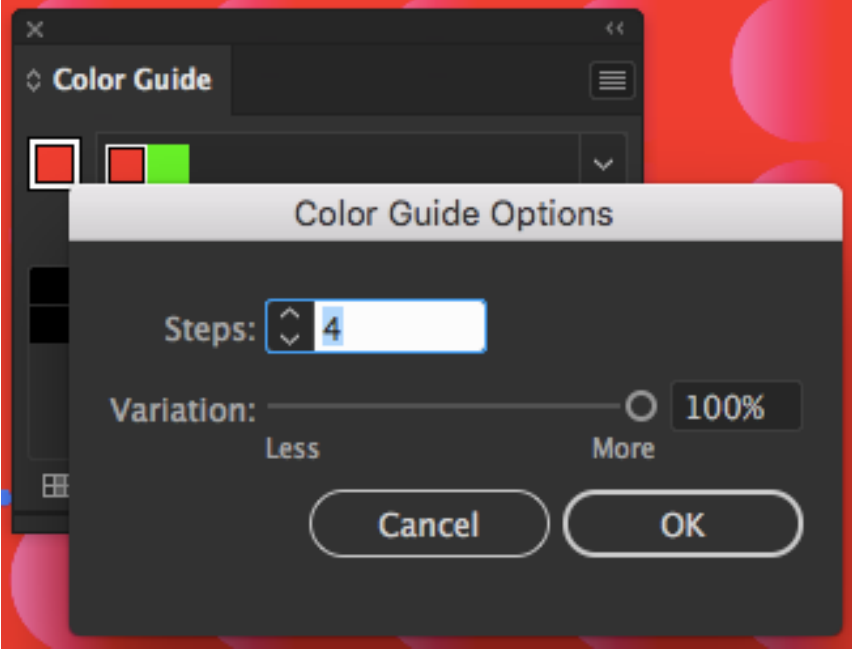 Color Guide
Color Guide Options
Steps: 4
Variation: 100%
Less More
Cancel OK